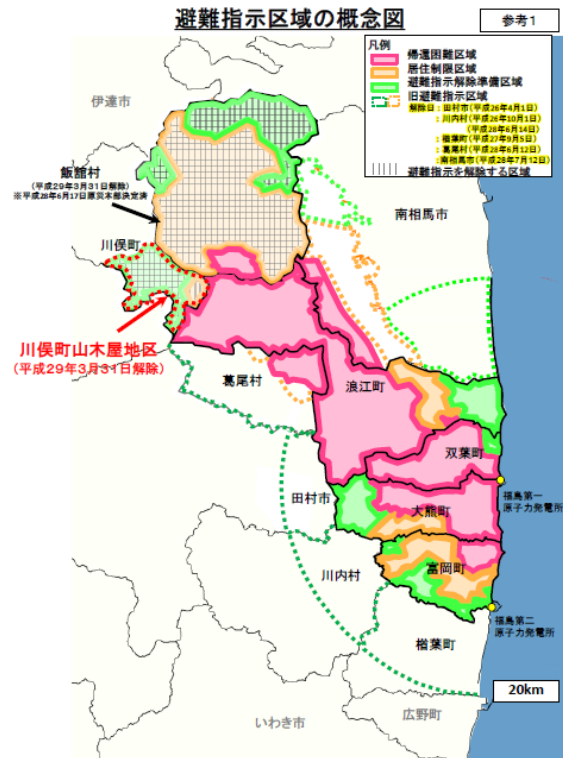 避難指示区域の概念図
参考1
凡例
帰還困難区域
居住制限区域
避難指示解除準備区域
旧避難指示区域
解除日:田村市(平成26年4月1日)
:川内村(平成26年10月1日)
(平成28年6月14日)
:楢葉町(平成27年9月5日)
:葛尾村(平成28年6月12日)
:南相馬市(平成28年7月12日)
避難指示を解除する区域
伊達市
飯舘村
(平成29年3月31日解除)
※平成28年6月17日原災本部決定済
南相馬市
川俣町
川俣町山木屋地区
(平成29年3月31日解除)
葛尾村
浪江町
双葉町
福島第一
原子力発電所
田村市
大熊町
川内村
富岡町
福島第二
原子力発電所
楢葉町
20km
いわき市
広野町